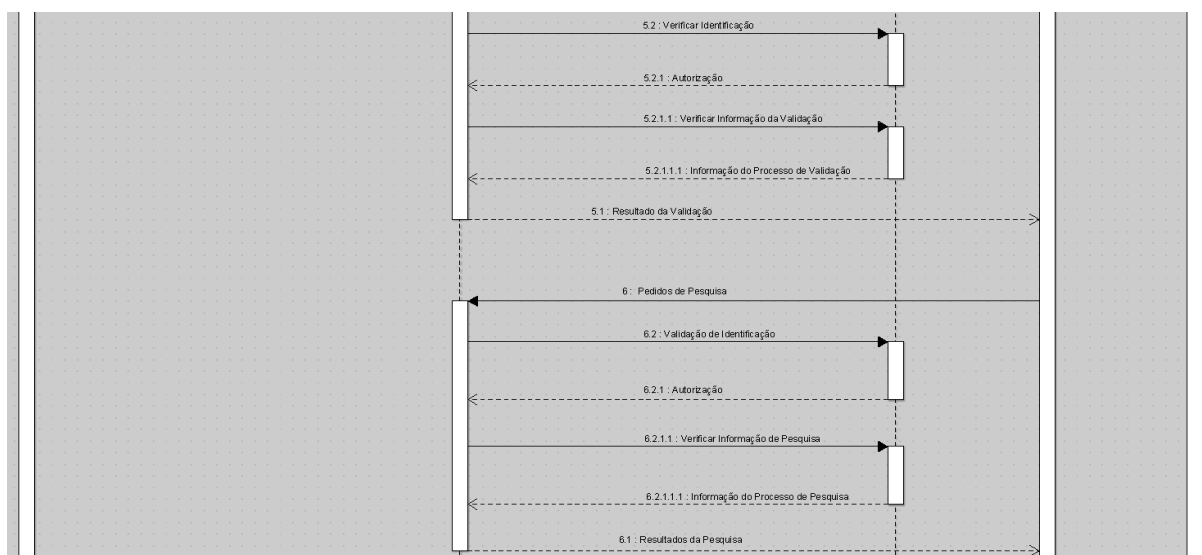 5.2 : Verificar Identificação
5.2.1 : Autorização
5.2.1.1 : Verificar Informação da Validação
5.2.1.1.1 : Informação do Processo de Validação
5.1 : Resultado da Validação
6 : Pedidos de Pesquisa
6.2 : Validação de Identificação
6.2.1 : Autorização
6.2.1.1 : Verificar Informação de Pesquisa
6.2.1.1.1 : Informação do Processo de Pesquisa
6.1 : Resultados da Pesquisa